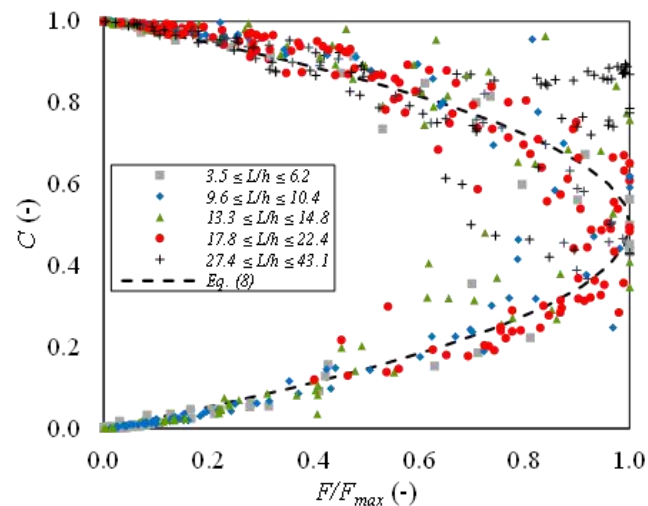 1.0
0.8
0.6
0.4
0.2
0.0
C (-)
3.5 ≤ L/h ≤ 6.2
9.6 ≤ L/h ≤ 10.4
13.3 ≤ L/h ≤ 14.8
17.8 ≤ L/h ≤ 22.4
27.4 ≤ L/h ≤ 43.1
Eq. (8)
0.0 0.2 0.4 0.6 0.8 1.0
F/Fmax (-)